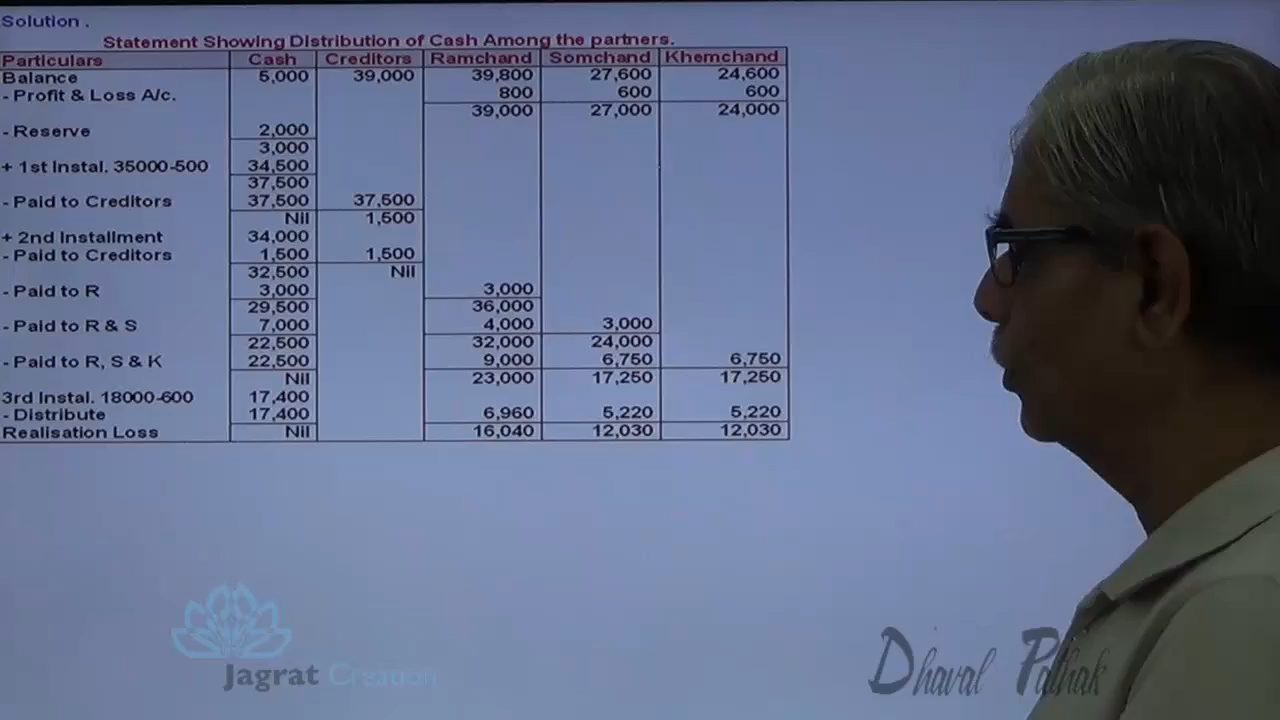 Solution .
Statement Showing Distribution of Cash Among the partners.
Particulars Cash Creditors Ramchand Somchand Khemchand
Balance 5,000 39,000 39,800 27,600 24,600
- Profit & Loss A/c. 800 600 600
39,000 27,000 24,000
- Reserve 2,000
3,000
+ 1st Instal. 35000-500 34,500
37,500
- Paid to Creditors 37,500 37,500
Nil 1,500
+ 2nd Installment 34,000
- Paid to Creditors 1,500 1,500
32,500 Nil
- Paid to R 3,000 3,000
29,500 36,000
- Paid to R & S 7,000 4,000 3,000
22,500 32,000 24,000
- Paid to R, S & K 22,500 9,000 6,750 6,750
Nil 23,000 17,250 17,250
3rd Instal. 18000-600 17,400
- Distribute 17,400 6,960 5,220 5,220
Realisation Loss Nil 16,040 12,030 12,030
Jagrat Creation
Dhaval Pathak